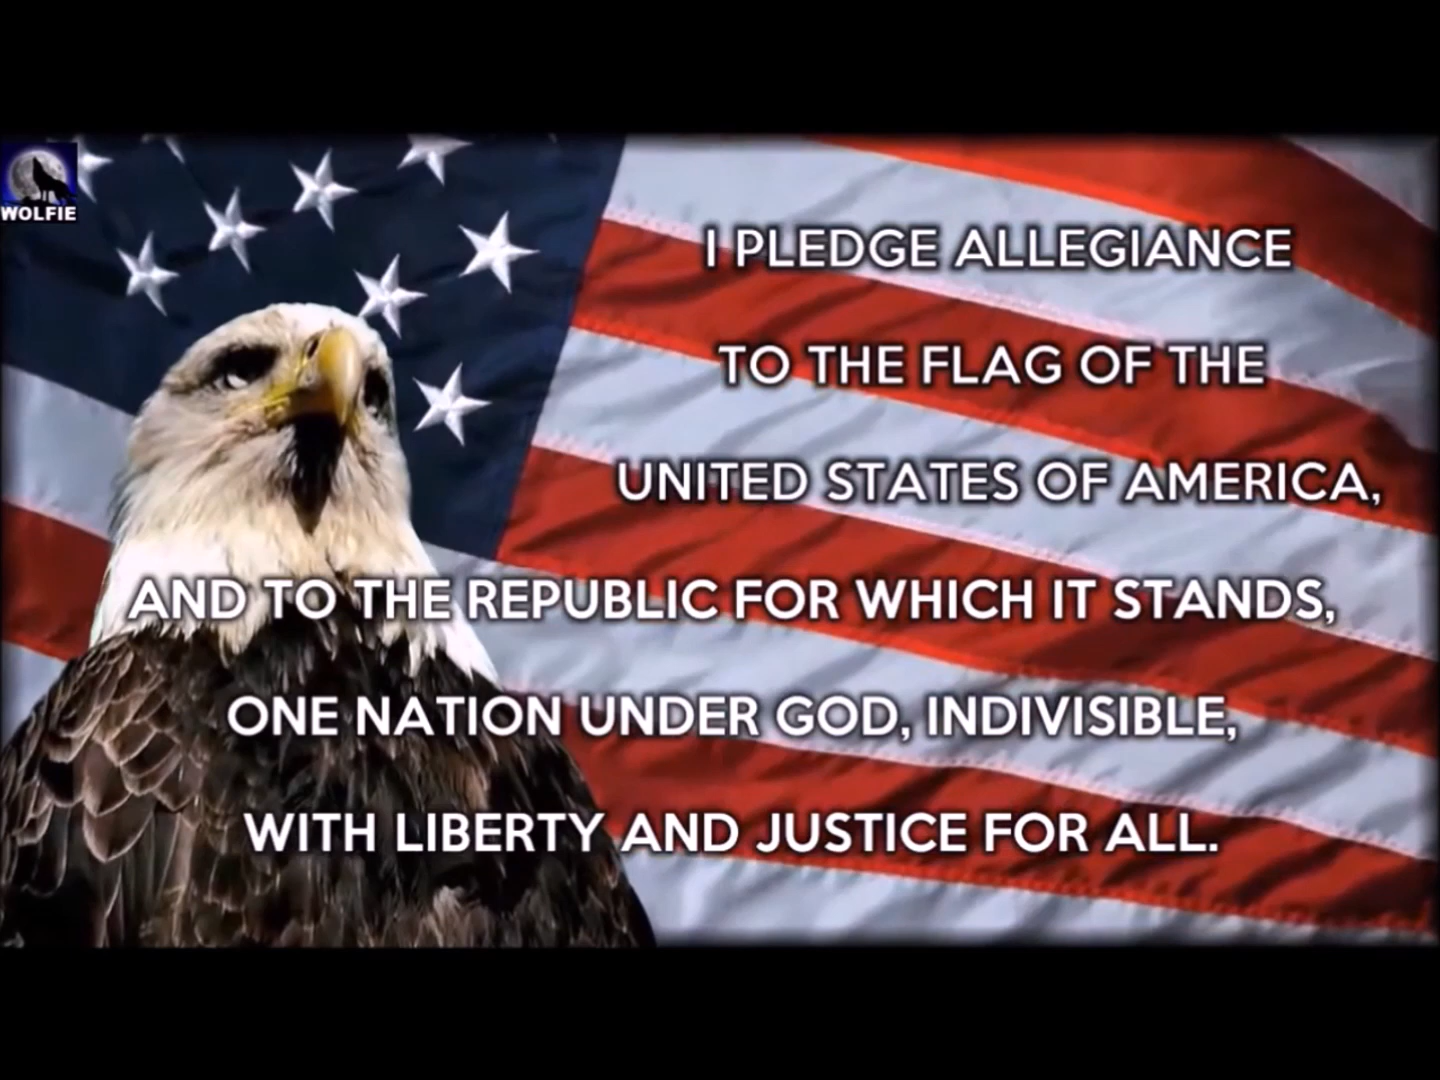 WOLFIE
I PLEDGE ALLEGIANCE
TO THE FLAG OF THE
UNITED STATES OF AMERICA,
AND TO THE REPUBLIC FOR WHICH IT STANDS,
ONE NATION UNDER GOD, INDIVISIBLE,
WITH LIBERTY AND JUSTICE FOR ALL.